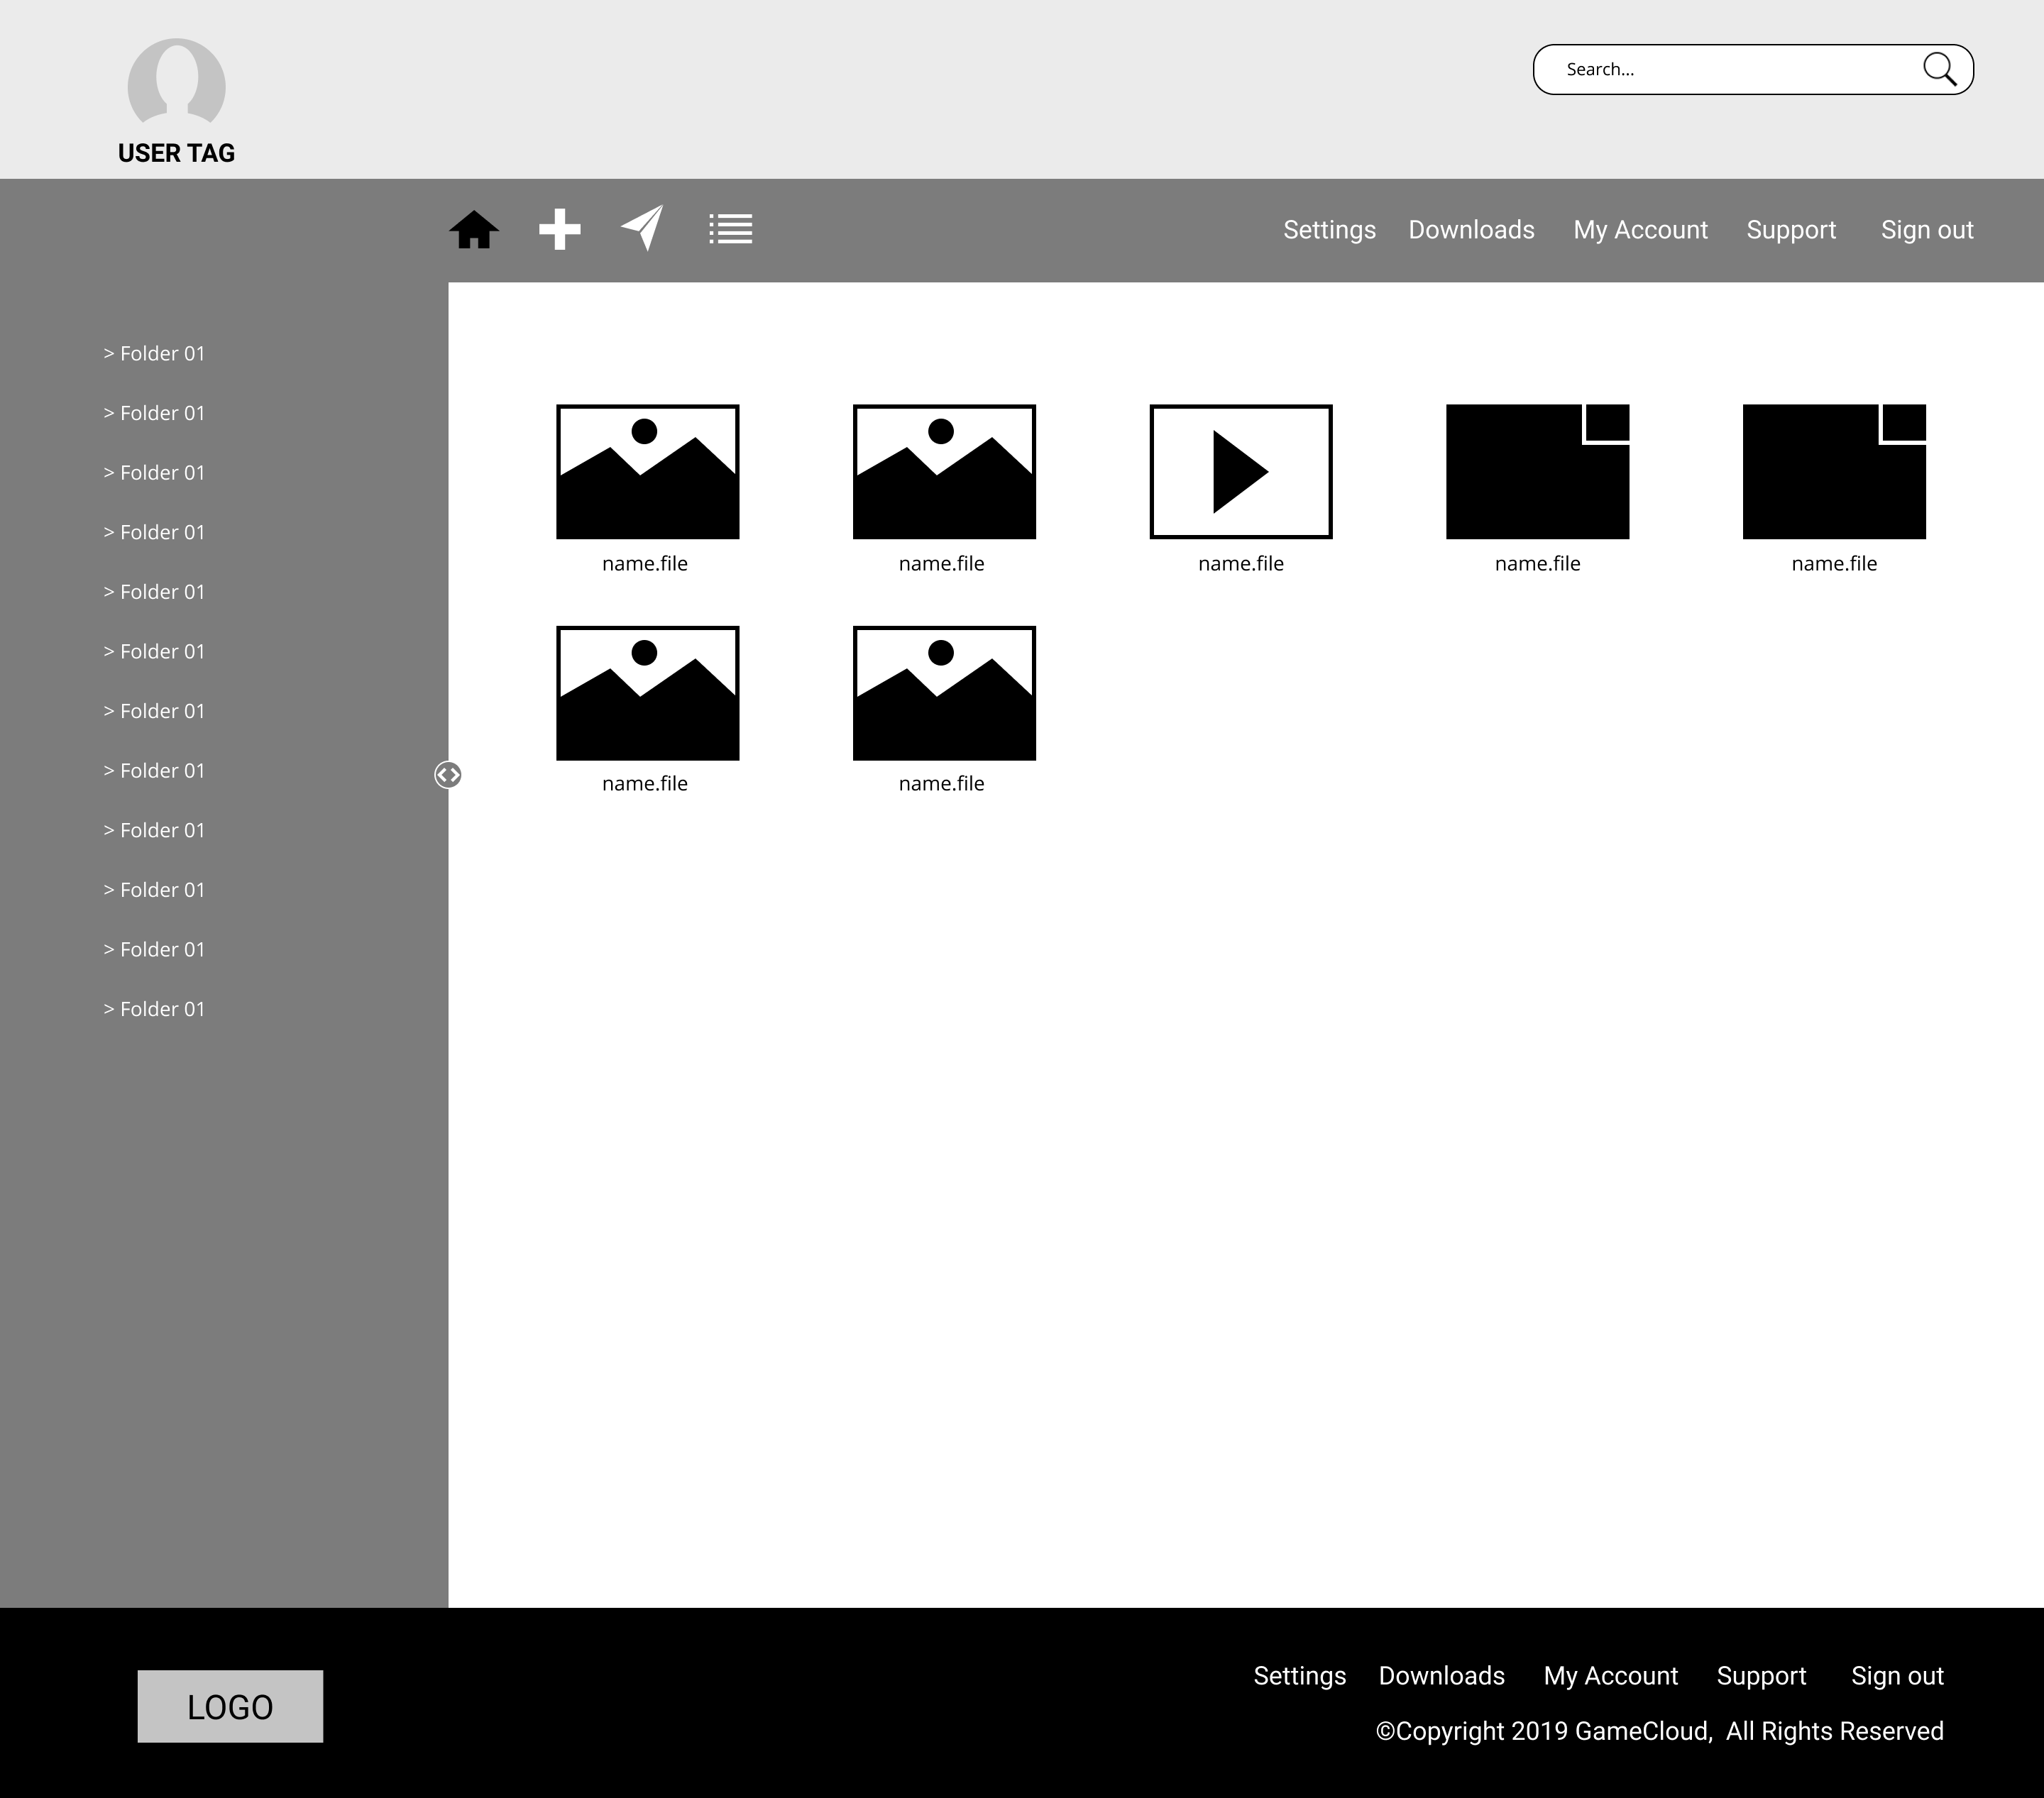 Search...
USER TAG
Settings Downloads My Account Support Sign out
> Folder 01
> Folder 01
> Folder 01
> Folder 01
> Folder 01
> Folder 01
> Folder 01
> Folder 01
> Folder 01
> Folder 01
> Folder 01
> Folder 01
name.file name.file name.file name.file name.file
name.file name.file
LOGO
Settings Downloads My Account Support Sign out
©Copyright 2019 GameCloud, All Rights Reserved